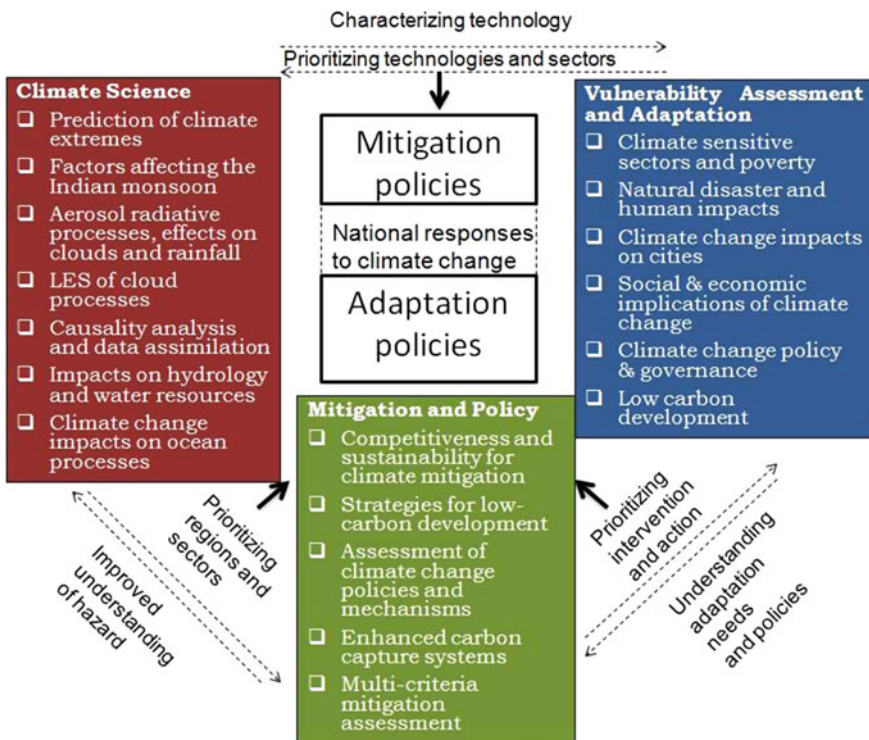 Characterizing technology
Prioritizing technologies and sectors
Climate Science
❑ Prediction of climate
extremes
❑ Factors affecting the
Indian monsoon
❑ Aerosol radiative
processes, effects on
clouds and rainfall
❑ LES of cloud
processes
❑ Causality analysis
and data assimilation
❑ Impacts on hydrology
and water resources
❑ Climate change
impacts on ocean
processes
Mitigation
policies
National responses
to climate change
Adaptation
policies
Vulnerability Assessment
and Adaptation
❑ Climate sensitive
sectors and poverty
❑ Natural disaster and
human impacts
❑ Climate change impacts
on cities
❑ Social & economic
implications of climate
change
❑ Climate change policy
& governance
❑ Low carbon
development
Mitigation and Policy
❑ Competitiveness and
sustainability for
climate mitigation
❑ Strategies for low-
carbon development
❑ Assessment of
climate change
policies and
mechanisms
❑ Enhanced carbon
capture systems
❑ Multi-criteria
mitigation
assessment
Prioritizing
regions and
sectors
Improved
understanding
of hazard
Prioritizing
intervention
and action
Understanding
adaptation
needs
and policies